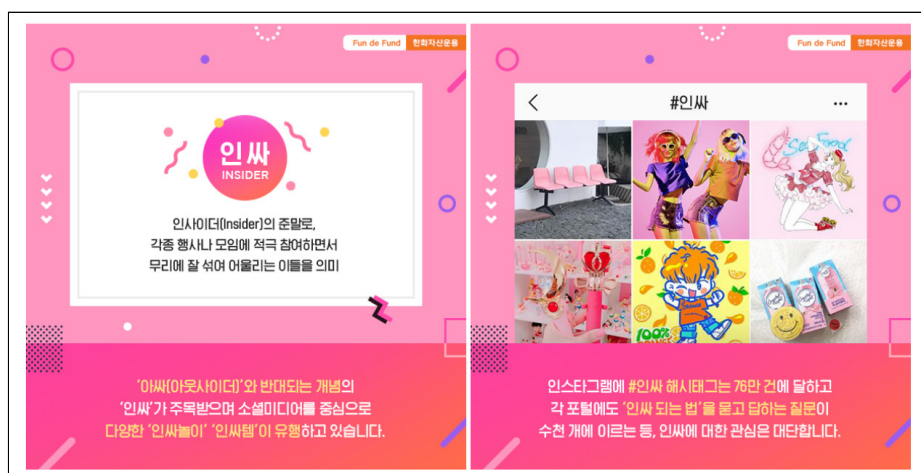 Fun de Fund 한화자산운용
인싸
INSIDER
인사이더(Insider)의 준말로,
각종 행사나 모임에 적극 참여하면서
무리에 잘 섞여 어울리는 이들을 의미
'아싸(아웃사이더)'와 반대되는 개념의
'인싸'가 주목받으며 소셜미디어를 중심으로
다양한 '인싸놀이' '인싸템'이 유행하고 있습니다.
Fun de Fund 한화자산운용
#인싸
Sea Food
100%
인스타그램에 #인싸 해시태그는 76만 건에 달하고
각 포털에도 '인싸 되는 법'을 묻고 답하는 질문이
수천 개에 이르는 등, 인싸에 대한 관심은 대단합니다.